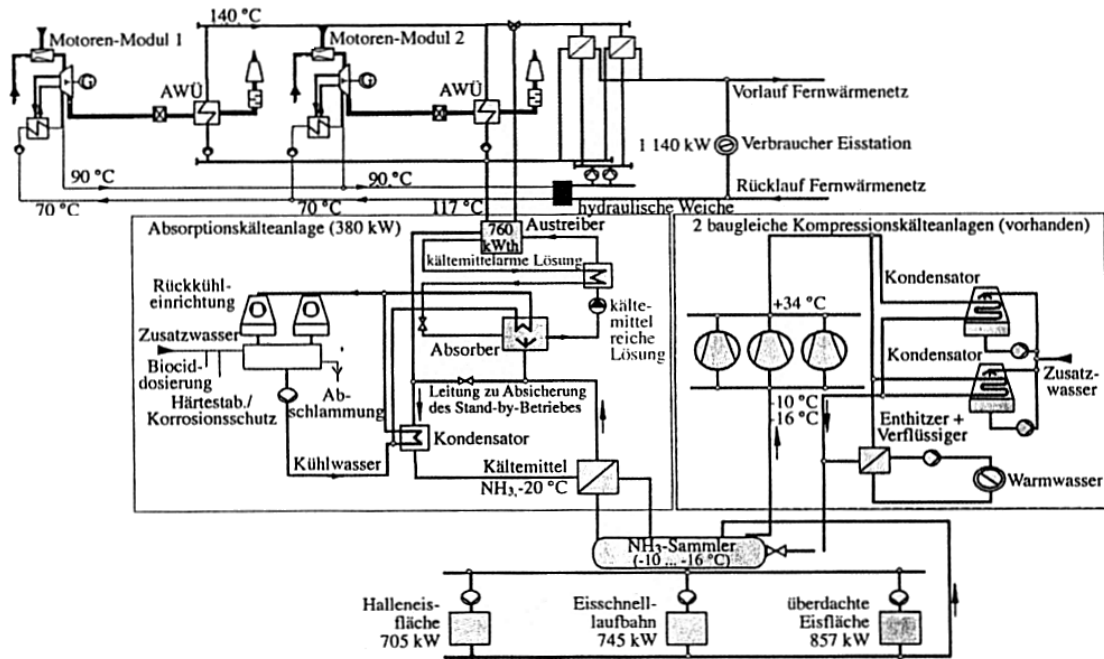 140 °C
Motoren-Modul 1
Motoren-Modul 2
G
G
AWÜ
AWÜ
Vorlauf Fernwärmenetz
1 140 kW
Verbraucher Eisstation
90 °C
90 °C
Rücklauf Fernwärmenetz
70 °C
70 °C
117 °C
hydraulische Weiche
Absorptionskälteanlage (380 kW)
760
kWth
Austreiber
2 baugleiche Kompressionskälteanlagen (vorhanden)
kältemittelarme Lösung
Rückkühl-
einrichtung
Kondensator
+34 °C
kälte-
mittel
reiche
Lösung
Zusatzwasser
Absorber
Kondensator
Biocid-
dosierung
Zusatz-
wasser
Härtestab./
Korrosionsschutz
Ab-
schlammung
Leitung zu Absicherung
des Stand-by-Betriebes
-10 °C
-16 °C
Enthitzer +
Verflüssiger
Kondensator
Kühlwasser
Kältemittel
NH3,-20 °C
Warmwasser
NH3-Sammler
(-10 ... -16 °C)
Halleneis-
fläche
705 kW
Eisschnell-
laufbahn
745 kW
überdachte
Eisfläche
857 kW